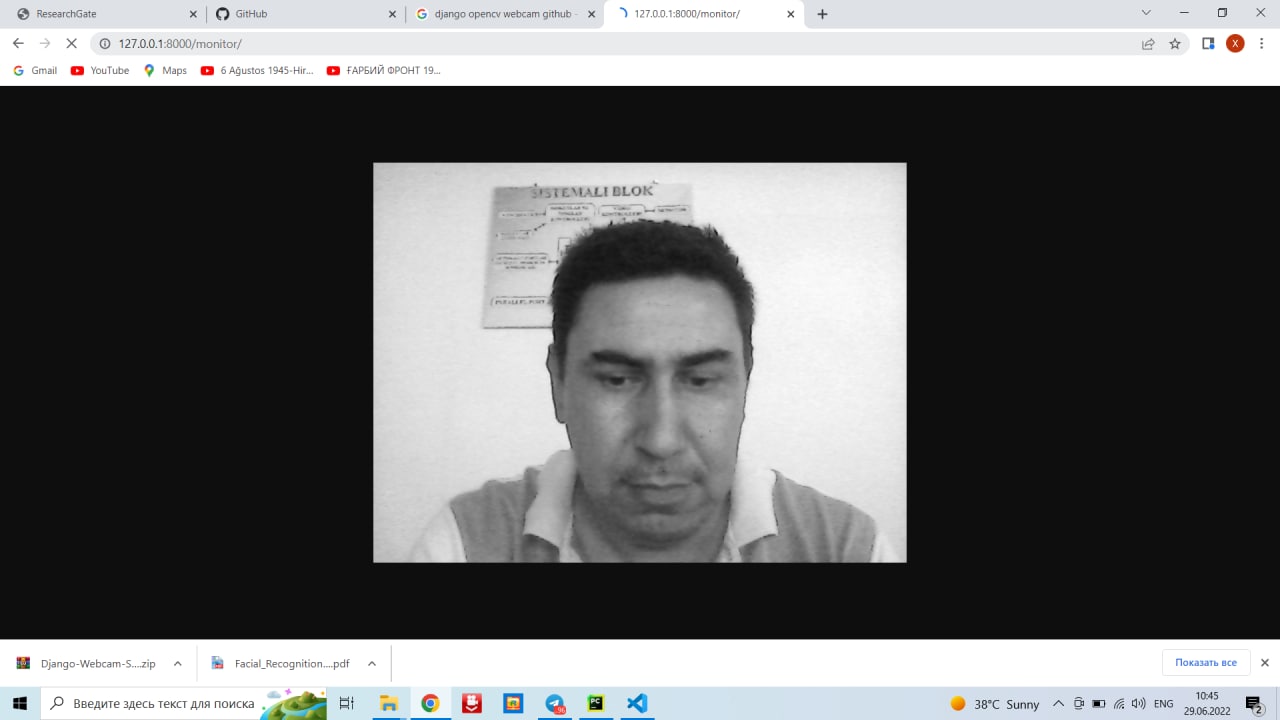 ResearchGate
GitHub
django opencv webcam github -
127.0.0.1:8000/monitor/
127.0.0.1:8000/monitor/
X
Gmail
YouTube
Maps
6 Ağustos 1945-Hir...
ҒАРБИЙ ФРОНТ 19...
SISTEMALI BLOK
Django-Webcam-S....zip
Facial_Recognition....pdf
Показать все
Введите здесь текст для поиска
38°C Sunny
ENG
10:45
29.06.2022
2